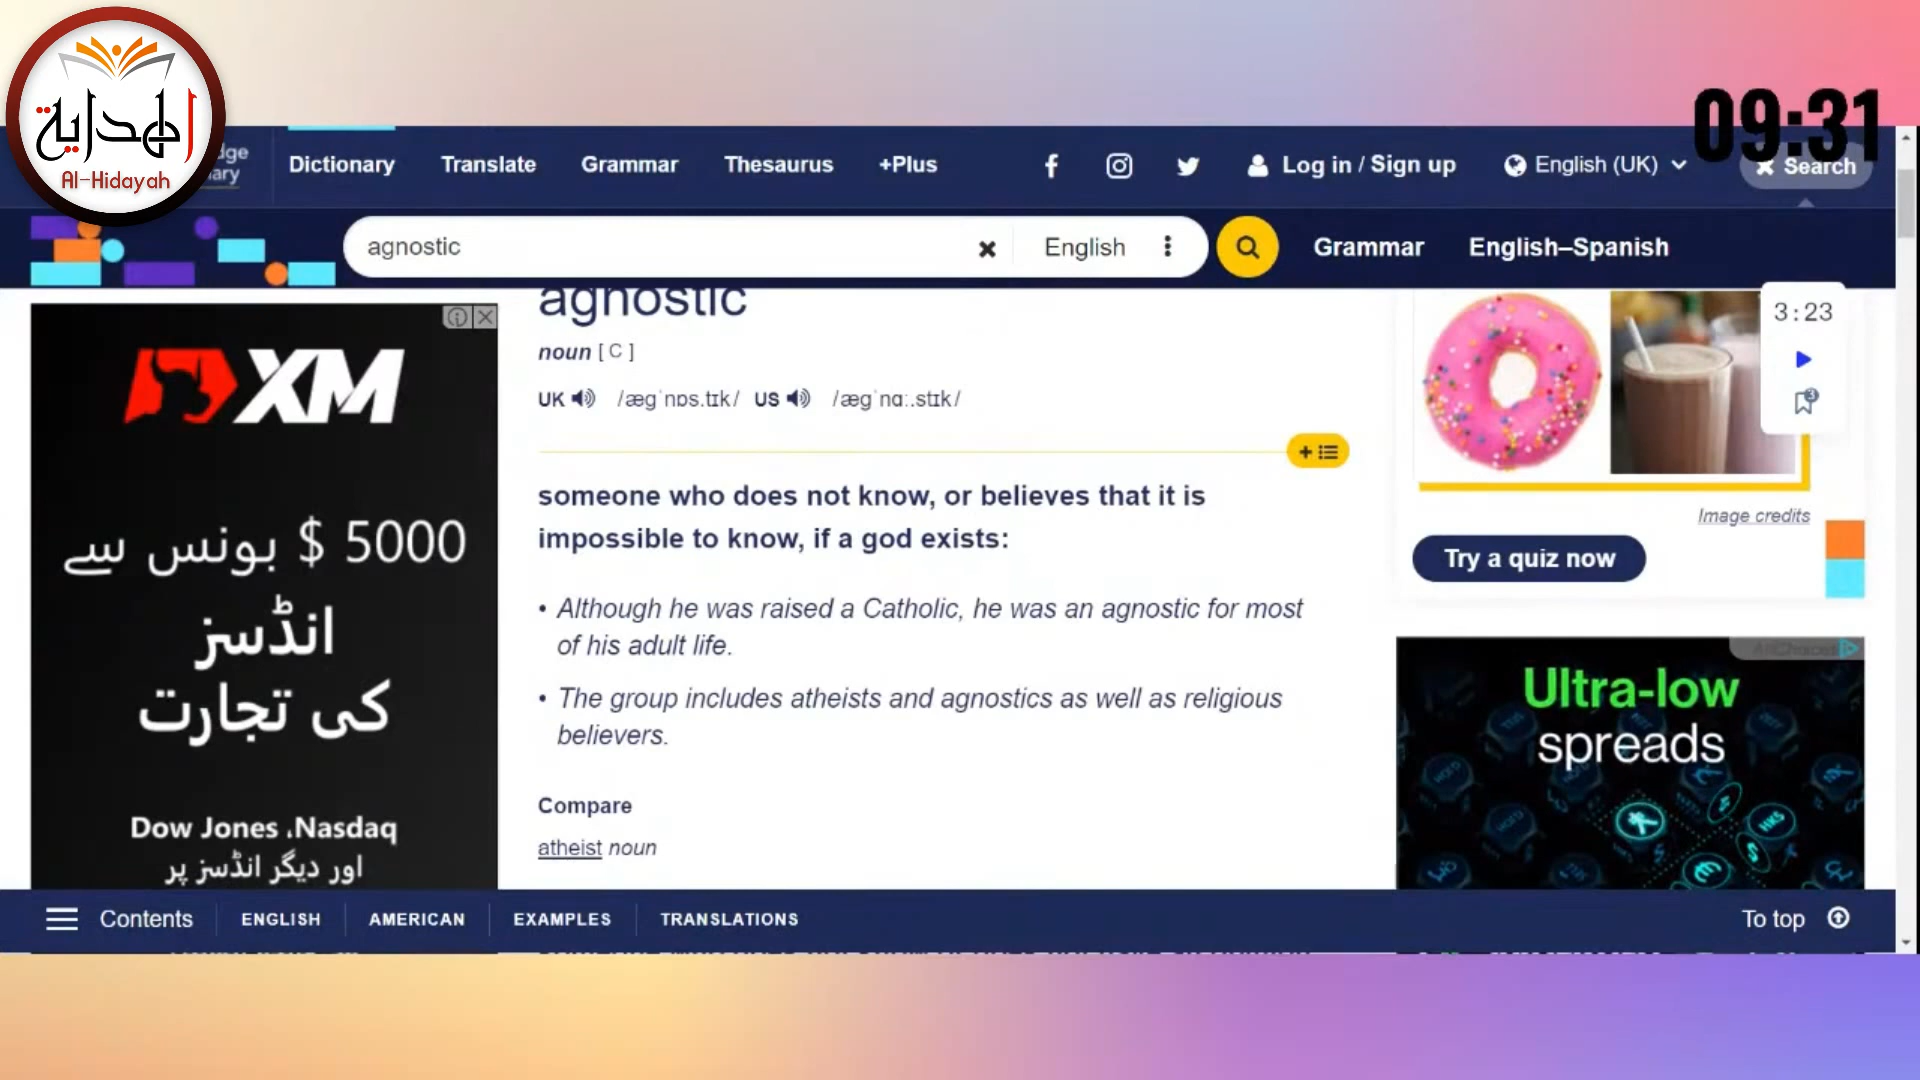 الهداية
Al-Hidayah
09:31
Dictionary
Translate
Grammar
Thesaurus
+Plus
Log in / Sign up
English (UK)
Search
agnostic
English
Grammar
English–Spanish
XM
5000 $ بونس سے
انڈسز
کی تجارت
Dow Jones ،Nasdaq
اور دیگر انڈسز پر
agnostic
noun [ C ]
UK /æɡˈnɒs.tɪk/ US /æɡˈnɑː.stɪk/
someone who does not know, or believes that it is
impossible to know, if a god exists:
• Although he was raised a Catholic, he was an agnostic for most
of his adult life.
• The group includes atheists and agnostics as well as religious
believers.
Compare
atheist noun
3:23
3
Image credits
Try a quiz now
AdChoices
Ultra-low
spreads
Contents
ENGLISH
AMERICAN
EXAMPLES
TRANSLATIONS
To top